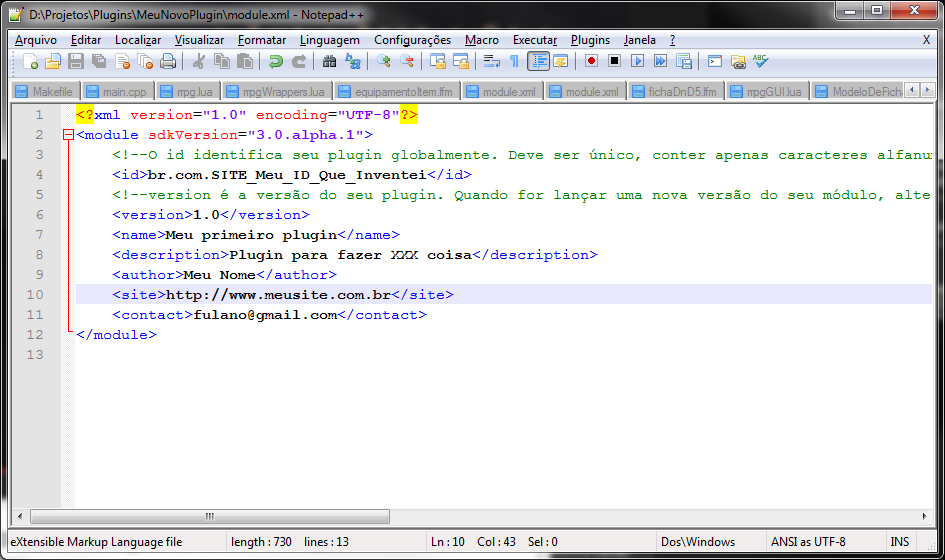 D:\Projetos\Plugins\MeuNovoPlugin\module.xml - Notepad++
Arquivo Editar Localizar Visualizar Formatar Linguagem Configurações Macro Executar Plugins Janela ? X
Makefile main.cpp rpg.lua rpgWrappers.lua equipamentoItem.lfm module.xml module.xml fichaDnD5.lfm rpgGUI.lua ModeloDeFicha
1 <?xml version="1.0" encoding="UTF-8"?>
2 <module sdkVersion="3.0.alpha.1">
3 <!--O id identifica seu plugin globalmente. Deve ser único, conter apenas caracteres alfanu
4 <id>br.com.SITE_Meu_ID_Que_Inventei</id>
5 <!--version é a versão do seu plugin. Quando for lançar uma nova versão do seu módulo, alte
6 <version>1.0</version>
7 <name>Meu primeiro plugin</name>
8 <description>Plugin para fazer XXX coisa</description>
9 <author>Meu Nome</author>
10 <site>http://www.meusite.com.br</site>
11 <contact>fulano@gmail.com</contact>
12 </module>
13
eXtensible Markup Language file length : 730 lines : 13 Ln : 10 Col : 43 Sel : 0 Dos\Windows ANSI as UTF-8 INS